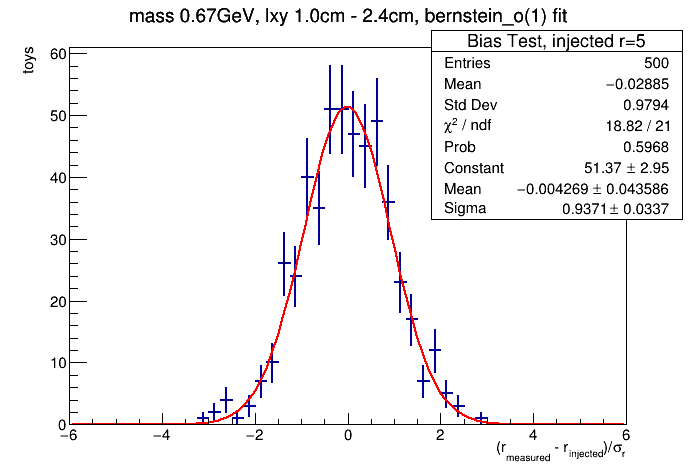 mass 0.67GeV, lxy 1.0cm - 2.4cm, bernstein_o(1) fit
toys
Bias Test, injected r=5
Entries 500
Mean −0.02885
Std Dev 0.9794
χ² / ndf 18.82 / 21
Prob 0.5968
Constant 51.37 ± 2.95
Mean −0.004269 ± 0.043586
Sigma 0.9371 ± 0.0337
60
50
40
30
20
10
0
−6 −4 −2 0 2 4 6
(r_measured - r_injected)/σ_r